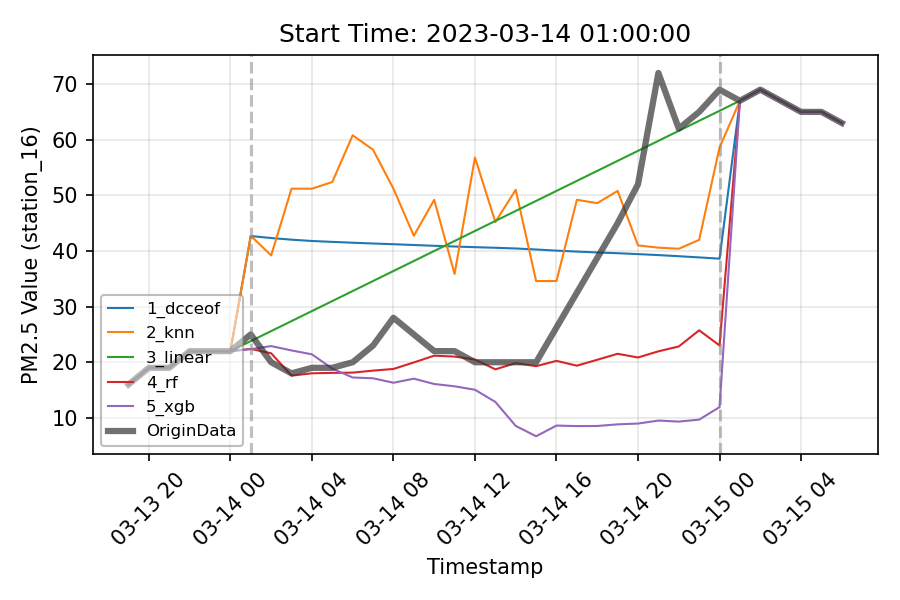 Start Time: 2023-03-14 01:00:00
PM2.5 Value (station_16)
70
60
50
40
30
20
10
1_dcceof
2_knn
3_linear
4_rf
5_xgb
OriginData
03-13 20
03-14 00
03-14 04
03-14 08
03-14 12
03-14 16
03-14 20
03-15 00
03-15 04
Timestamp